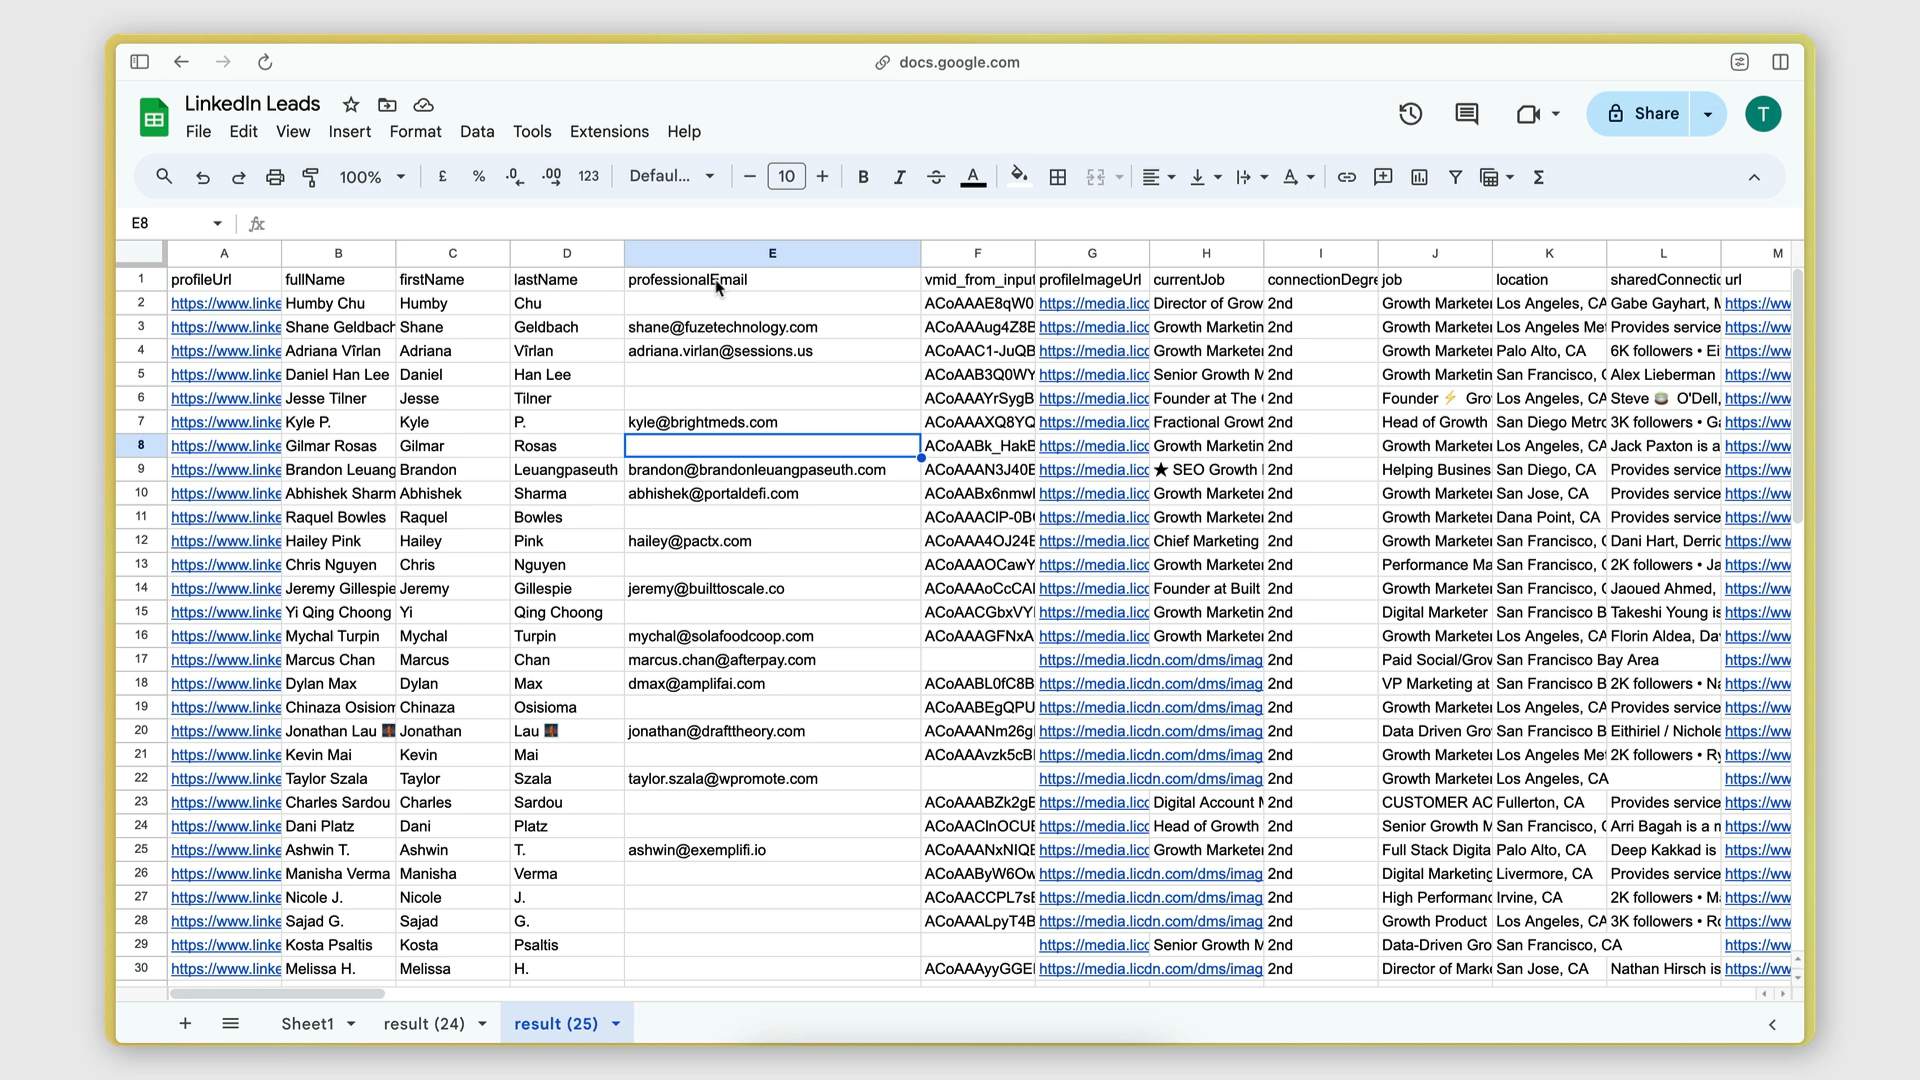 docs.google.com
LinkedIn Leads
File Edit View Insert Format Data Tools Extensions Help
Share
T
100% £ % .0 .00 123 Defaul... 10 B I A
E8 fx
A B C D E F G H I J K L M
1 profileUrl fullName firstName lastName professionalEmail vmid_from_input profileImageUrl currentJob connectionDegre job location sharedConnectic url
2 https://www.linke Humby Chu Humby Chu ACoAAAE8qW0 https://media.licd Director of Grow 2nd Growth Marketer Los Angeles, CA Gabe Gayhart, M https://ww
3 https://www.linke Shane Geldbach Shane Geldbach shane@fuzetechnology.com ACoAAAug4Z8B https://media.licd Growth Marketin 2nd Growth Marketer Los Angeles Met Provides service https://ww
4 https://www.linke Adriana Vîrlan Adriana Vîrlan adriana.virlan@sessions.us ACoAAC1-JuQB https://media.licd Growth Marketer 2nd Growth Marketer Palo Alto, CA 6K followers • Ei https://ww
5 https://www.linke Daniel Han Lee Daniel Han Lee ACoAAB3Q0WY https://media.licd Senior Growth M 2nd Growth Marketin San Francisco, C Alex Lieberman https://ww
6 https://www.linke Jesse Tilner Jesse Tilner ACoAAAYrSygB https://media.licd Founder at The 2nd Founder ⚡ Grow Los Angeles, CA Steve O'Dell, https://ww
7 https://www.linke Kyle P. Kyle P. kyle@brightmeds.com ACoAAAXQ8YQ https://media.licd Fractional Growt 2nd Head of Growth San Diego Metro 3K followers • Ga https://ww
8 https://www.linke Gilmar Rosas Gilmar Rosas ACoAABk_HakB https://media.licd Growth Marketin 2nd Growth Marketer Los Angeles, CA Jack Paxton is a https://ww
9 https://www.linke Brandon Leuang Brandon Leuangpaseuth brandon@brandonleuangpaseuth.com ACoAAAN3J40E https://media.licd ★ SEO Growth 2nd Helping Business San Diego, CA Provides service https://ww
10 https://www.linke Abhishek Sharm Abhishek Sharma abhishek@portaldefi.com ACoAABx6nmwI https://media.licd Growth Marketer 2nd Growth Marketer San Jose, CA Provides service https://ww
11 https://www.linke Raquel Bowles Raquel Bowles ACoAAACIP-0B https://media.licd Growth Marketer 2nd Growth Marketer Dana Point, CA Provides service https://ww
12 https://www.linke Hailey Pink Hailey Pink hailey@pactx.com ACoAAA4OJ24E https://media.licd Chief Marketing 2nd Growth Marketer San Francisco, C Dani Hart, Derric https://ww
13 https://www.linke Chris Nguyen Chris Nguyen ACoAAAOCawY https://media.licd Growth Marketer 2nd Performance Ma San Francisco, C 2K followers • Ja https://ww
14 https://www.linke Jeremy Gillespie Jeremy Gillespie jeremy@builttoscale.co ACoAAAoCcCAI https://media.licd Founder at Built 2nd Growth Marketer San Francisco, C Jaoued Ahmed, https://ww
15 https://www.linke Yi Qing Choong Yi Qing Choong ACoAACGbxVY https://media.licd Growth Marketin 2nd Digital Marketer San Francisco B Takeshi Young is https://ww
16 https://www.linke Mychal Turpin Mychal Turpin mychal@solafoodcoop.com ACoAAAGFNxA https://media.licd Growth Marketer 2nd Growth Marketer Los Angeles, CA Florin Aldea, Da https://ww
17 https://www.linke Marcus Chan Marcus Chan marcus.chan@afterpay.com https://media.licdn.com/dms/imag 2nd Paid Social/Grow San Francisco Bay Area https://ww
18 https://www.linke Dylan Max Dylan Max dmax@amplifai.com ACoAABL0fC8B https://media.licdn.com/dms/imag 2nd VP Marketing at San Francisco B 2K followers • Na https://ww
19 https://www.linke Chinaza Osisiom Chinaza Osisioma ACoAABEgQPU https://media.licdn.com/dms/imag 2nd Growth Marketer Los Angeles, CA Provides service https://ww
20 https://www.linke Jonathan Lau Jonathan Lau jonathan@drafttheory.com ACoAAANm26g https://media.licdn.com/dms/imag 2nd Data Driven Gro San Francisco B Eithiriel / Nichole https://ww
21 https://www.linke Kevin Mai Kevin Mai ACoAAAvzk5cB https://media.licdn.com/dms/imag 2nd Growth Marketer Los Angeles Met 2K followers • Ry https://ww
22 https://www.linke Taylor Szala Taylor Szala taylor.szala@wpromote.com https://media.licdn.com/dms/imag 2nd Growth Marketer Los Angeles, CA https://ww
23 https://www.linke Charles Sardou Charles Sardou ACoAAABZk2gE https://media.licd Digital Account M 2nd CUSTOMER AC Fullerton, CA Provides service https://ww
24 https://www.linke Dani Platz Dani Platz ACoAAClnOCUE https://media.licd Head of Growth 2nd Senior Growth M San Francisco, C Arri Bagah is a m https://ww
25 https://www.linke Ashwin T. Ashwin T. ashwin@exemplifi.io ACoAAANxNIQE https://media.licd Growth Marketer 2nd Full Stack Digita Palo Alto, CA Deep Kakkad is https://ww
26 https://www.linke Manisha Verma Manisha Verma ACoAAByW6Ow https://media.licdn.com/dms/imag 2nd Digital Marketing Livermore, CA Provides service https://ww
27 https://www.linke Nicole J. Nicole J. ACoAACCPL7sE https://media.licdn.com/dms/imag 2nd High Performanc Irvine, CA 2K followers • M https://ww
28 https://www.linke Sajad G. Sajad G. ACoAAALpyT4B https://media.licdn.com/dms/imag 2nd Growth Product Los Angeles, CA 3K followers • Ro https://ww
29 https://www.linke Kosta Psaltis Kosta Psaltis https://media.licd Senior Growth M 2nd Data-Driven Gro San Francisco, CA https://ww
30 https://www.linke Melissa H. Melissa H. ACoAAAyyGGE https://media.licdn.com/dms/imag 2nd Director of Mark San Jose, CA Nathan Hirsch is https://ww
Sheet1 result (24) result (25)